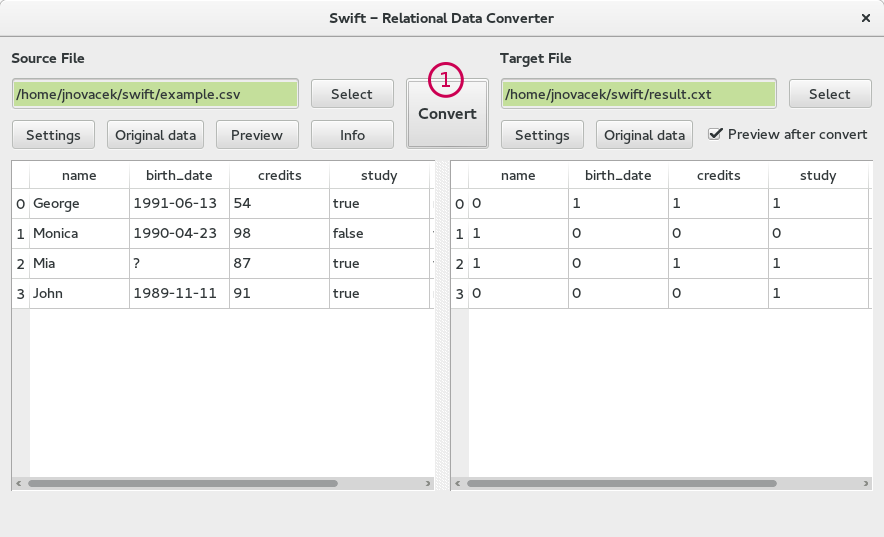 Swift – Relational Data Converter ×
Source File
Target File
/home/jnovacek/swift/example.csv Select
1
Convert
/home/jnovacek/swift/result.cxt Select
Settings Original data Preview Info
Settings Original data Preview after convert
name birth_date credits study
0 George 1991-06-13 54 true
1 Monica 1990-04-23 98 false
2 Mia ? 87 true
3 John 1989-11-11 91 true
name birth_date credits study
0 0 1 1 1
1 1 0 0 0
2 1 0 1 1
3 0 0 0 1